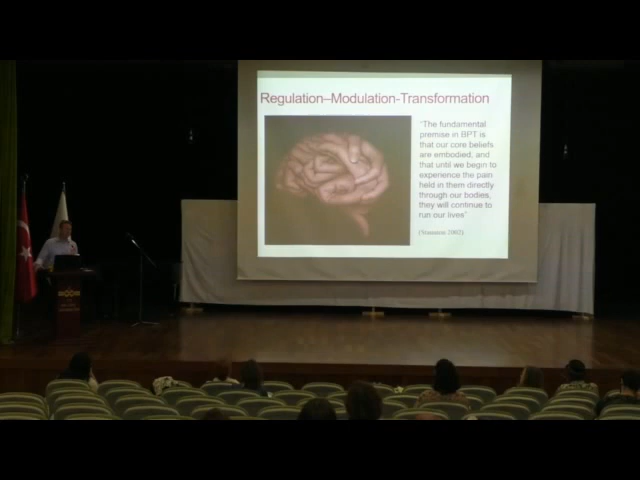 Regulation–Modulation-Transformation
“The fundamental
premise in BPT is
that our core beliefs
are embodied, and
that until we begin to
experience the pain
held in them directly
through our bodies,
they will continue to
run our lives”
2002)